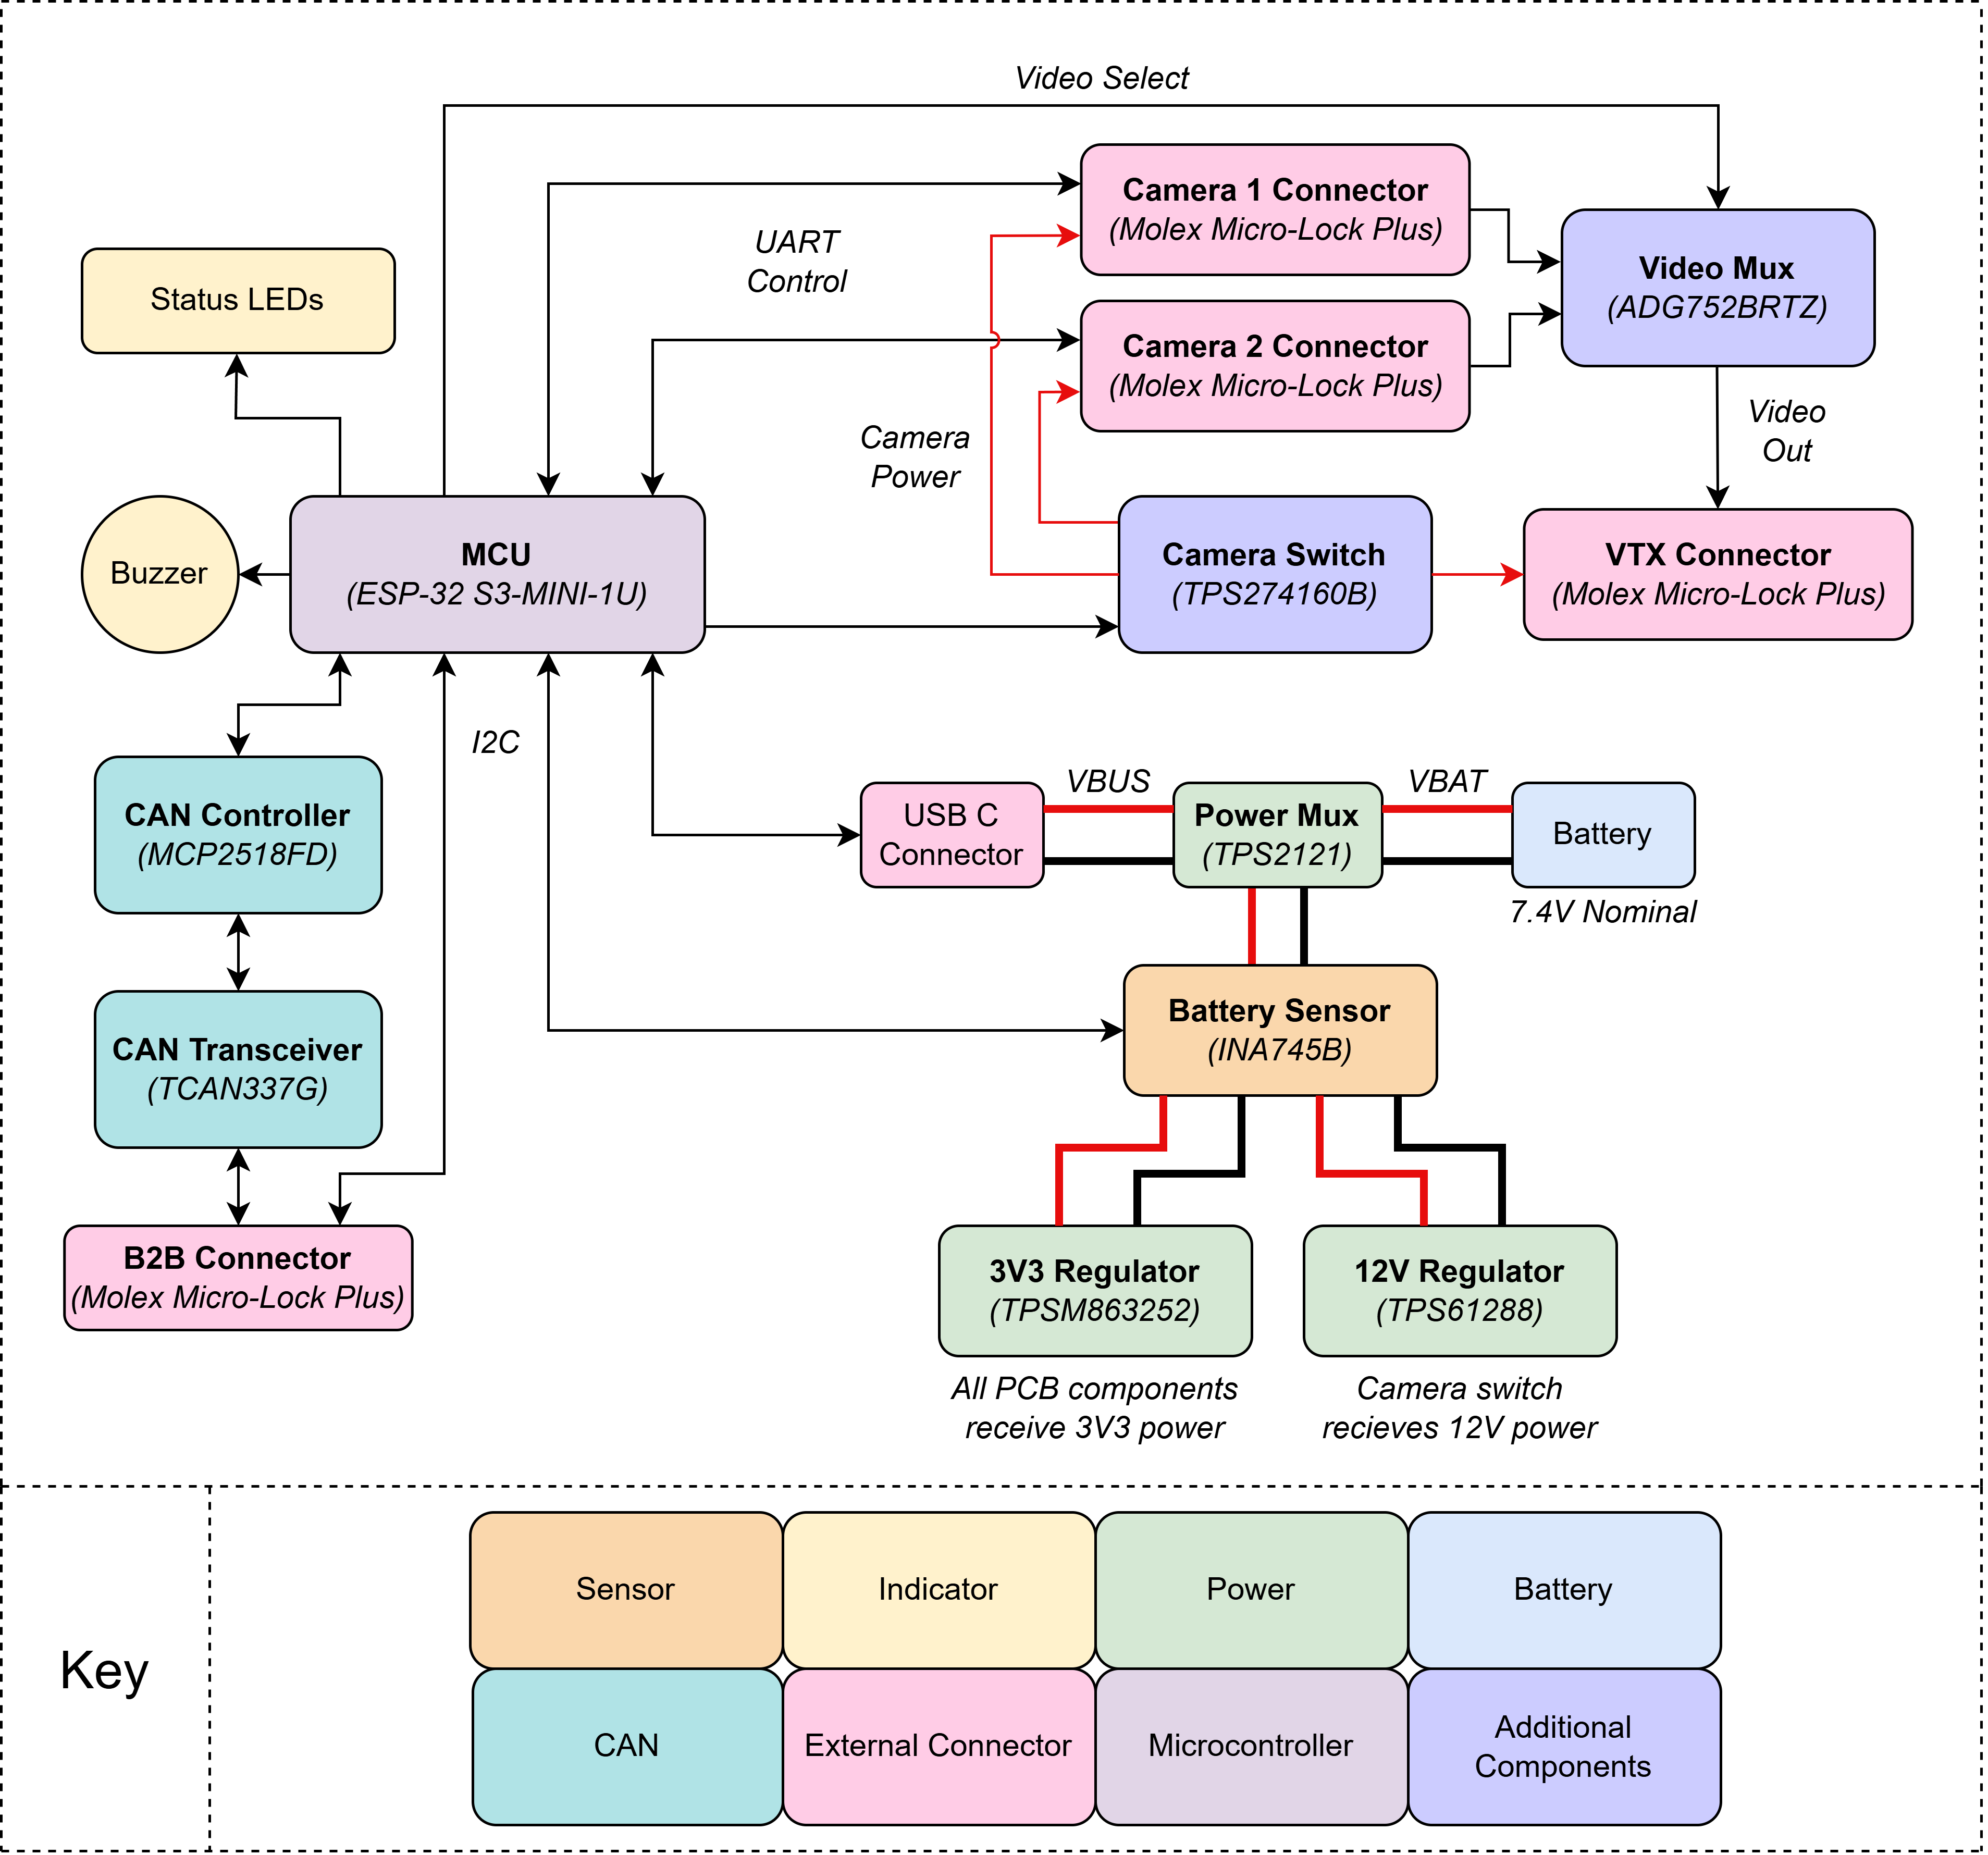 Video Select
Camera 1 Connector
(Molex Micro-Lock Plus)
UART
Control
Video Mux
(ADG752BRTZ)
Status LEDs
Camera 2 Connector
(Molex Micro-Lock Plus)
Camera
Power
Video
Out
Buzzer
MCU
(ESP-32 S3-MINI-1U)
Camera Switch
(TPS274160B)
VTX Connector
(Molex Micro-Lock Plus)
I2C
CAN Controller
(MCP2518FD)
USB C
Connector
VBUS
Power Mux
(TPS2121)
VBAT
Battery
7.4V Nominal
CAN Transceiver
(TCAN337G)
Battery Sensor
(INA745B)
B2B Connector
(Molex Micro-Lock Plus)
3V3 Regulator
(TPSM863252)
12V Regulator
(TPS61288)
All PCB components
receive 3V3 power
Camera switch
recieves 12V power
Key
Sensor
Indicator
Power
Battery
CAN
External Connector
Microcontroller
Additional
Components